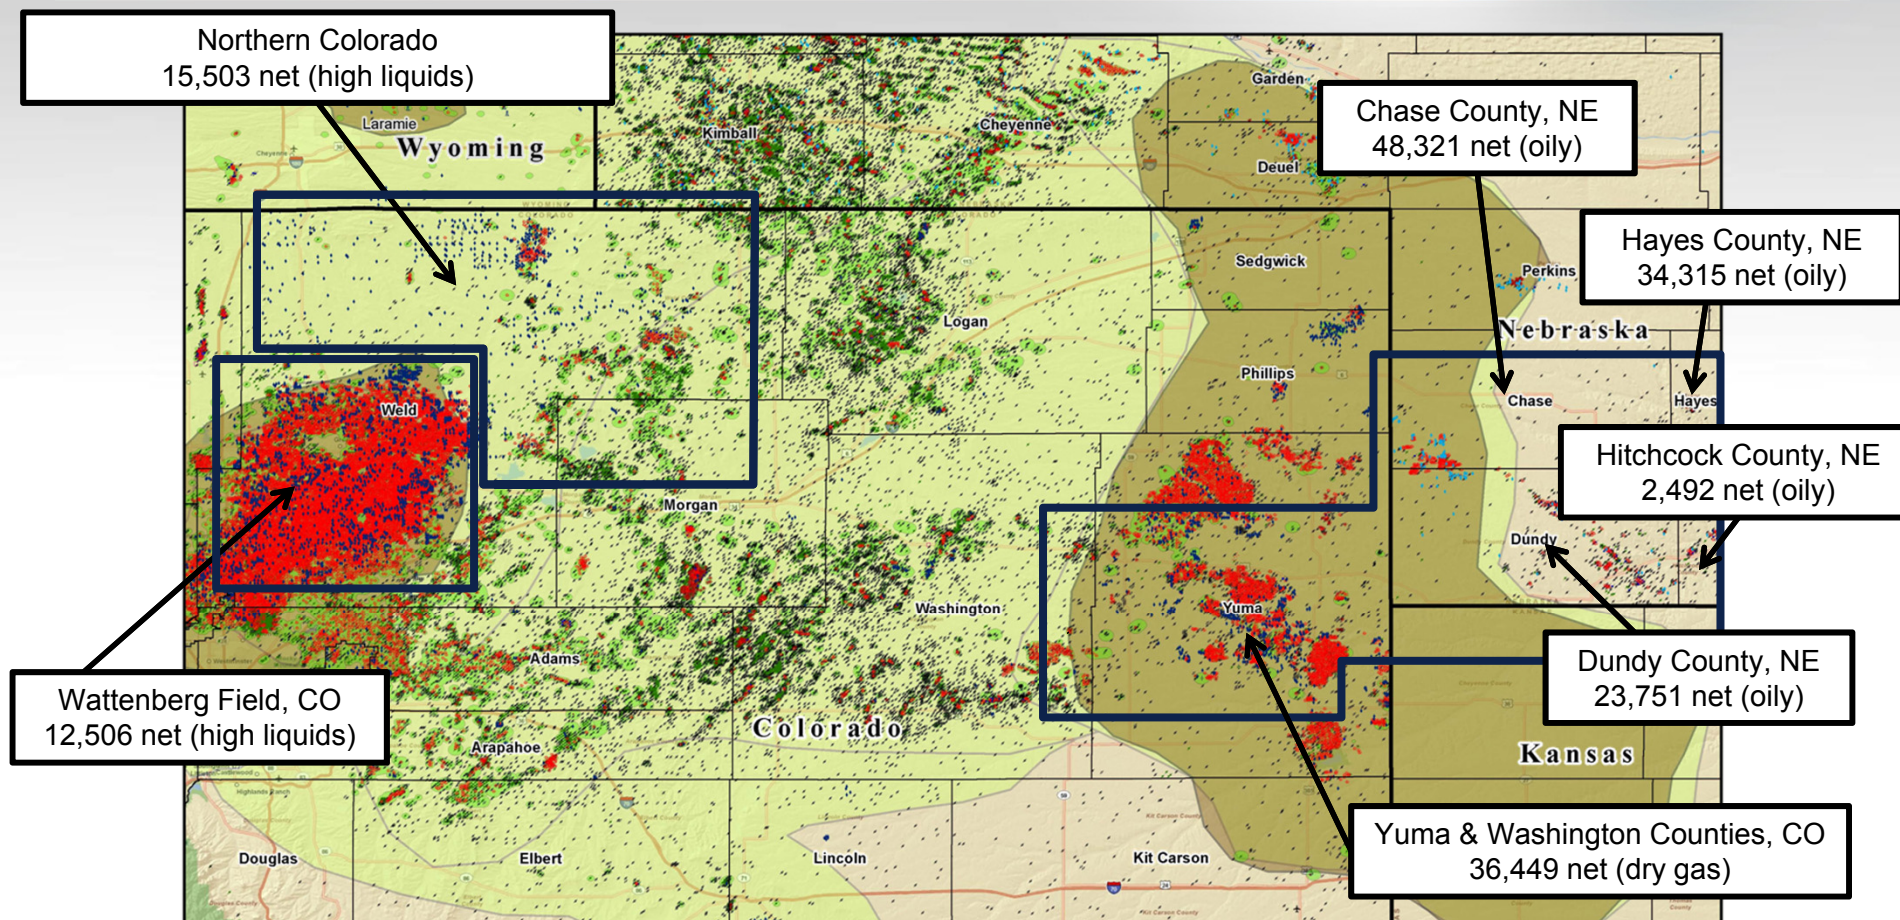 Northern Colorado
15,503 net (high liquids)
Garden
Chase County, NE
48,321 net (oily)
Laramie
Kimball
Cheyenne
Wyoming
Cheyenne
Deuel
Hayes County, NE
34,315 net (oily)
Sedgwick
Perkins
Logan
Nebraska
Phillips
Weld
Chase
Hayes
Hitchcock County, NE
2,492 net (oily)
Morgan
Dundy
Washington
Yuma
Adams
Dundy County, NE
23,751 net (oily)
Wattenberg Field, CO
12,506 net (high liquids)
Colorado
Arapahoe
Kansas
Yuma & Washington Counties, CO
36,449 net (dry gas)
Douglas
Elbert
Lincoln
Kit Carson